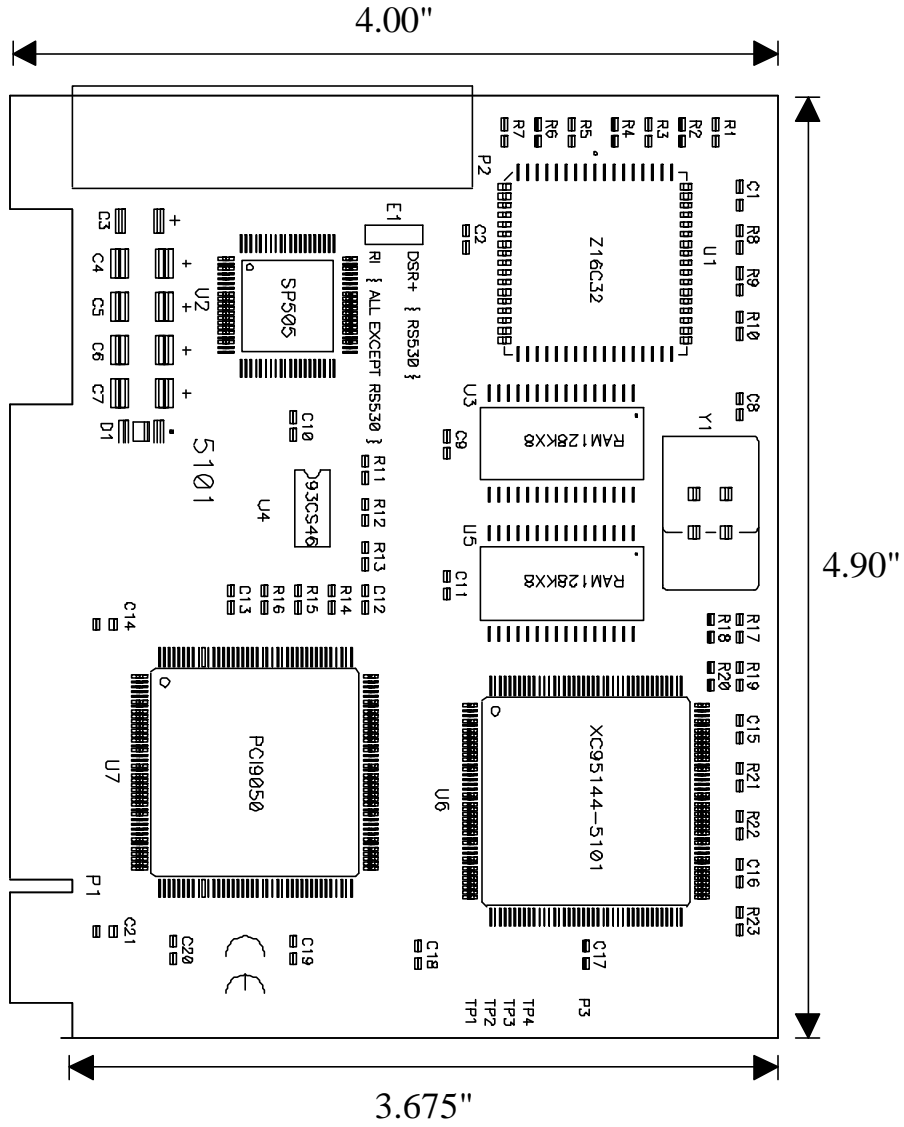 4.00"
R7
R6
R5
R4
R3
R2
R1
P2
C1
C3
+
E1
C2
Z16C32
U1
R8
C4
+
U2
SP505
RI { ALL EXCEPT RS530 }
DSR+ { RS530 }
R9
C5
+
R10
C6
+
C7
+
U3
C8
D1
5101
C10
C9
RAM128KX8
Y1
R11
U4
93CS46
R12
U5
R13
C11
RAM128KX8
4.90"
C13
R16
R15
R14
C12
C14
R18
R17
R20
R19
C15
U7
PCI9050
U6
XC95144-5101
R21
R22
P1
C16
C21
C20
C19
C18
C17
R23
CE
TP1
TP2
TP3
TP4
P3
3.675"